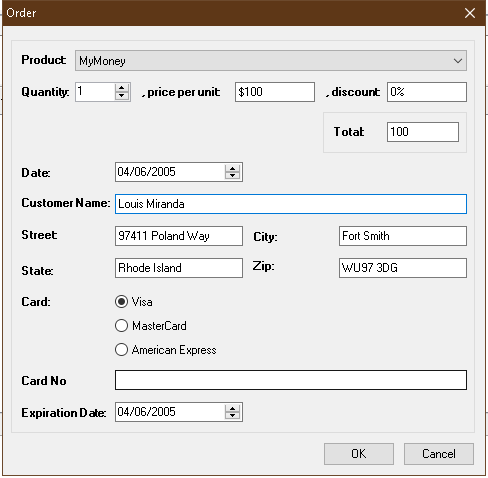 Order
Product: MyMoney
Quantity: 1 , price per unit: $100 , discount: 0%
Total: 100
Date: 04/06/2005
Customer Name: Louis Miranda
Street: 97411 Poland Way City: Fort Smith
State: Rhode Island Zip: WU97 3DG
Card: Visa
MasterCard
American Express
Card No
Expiration Date: 04/06/2005
OK Cancel